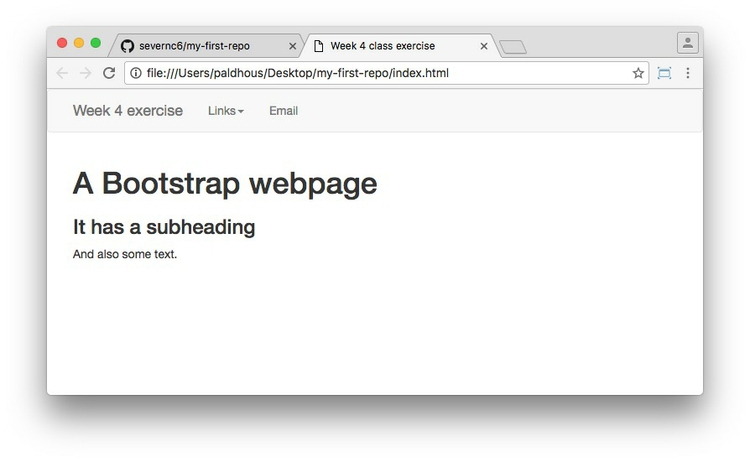 severnc6/my-first-repo
Week 4 class exercise
file:///Users/paldhous/Desktop/my-first-repo/index.html
Week 4 exercise Links Email
A Bootstrap webpage
It has a subheading
And also some text.